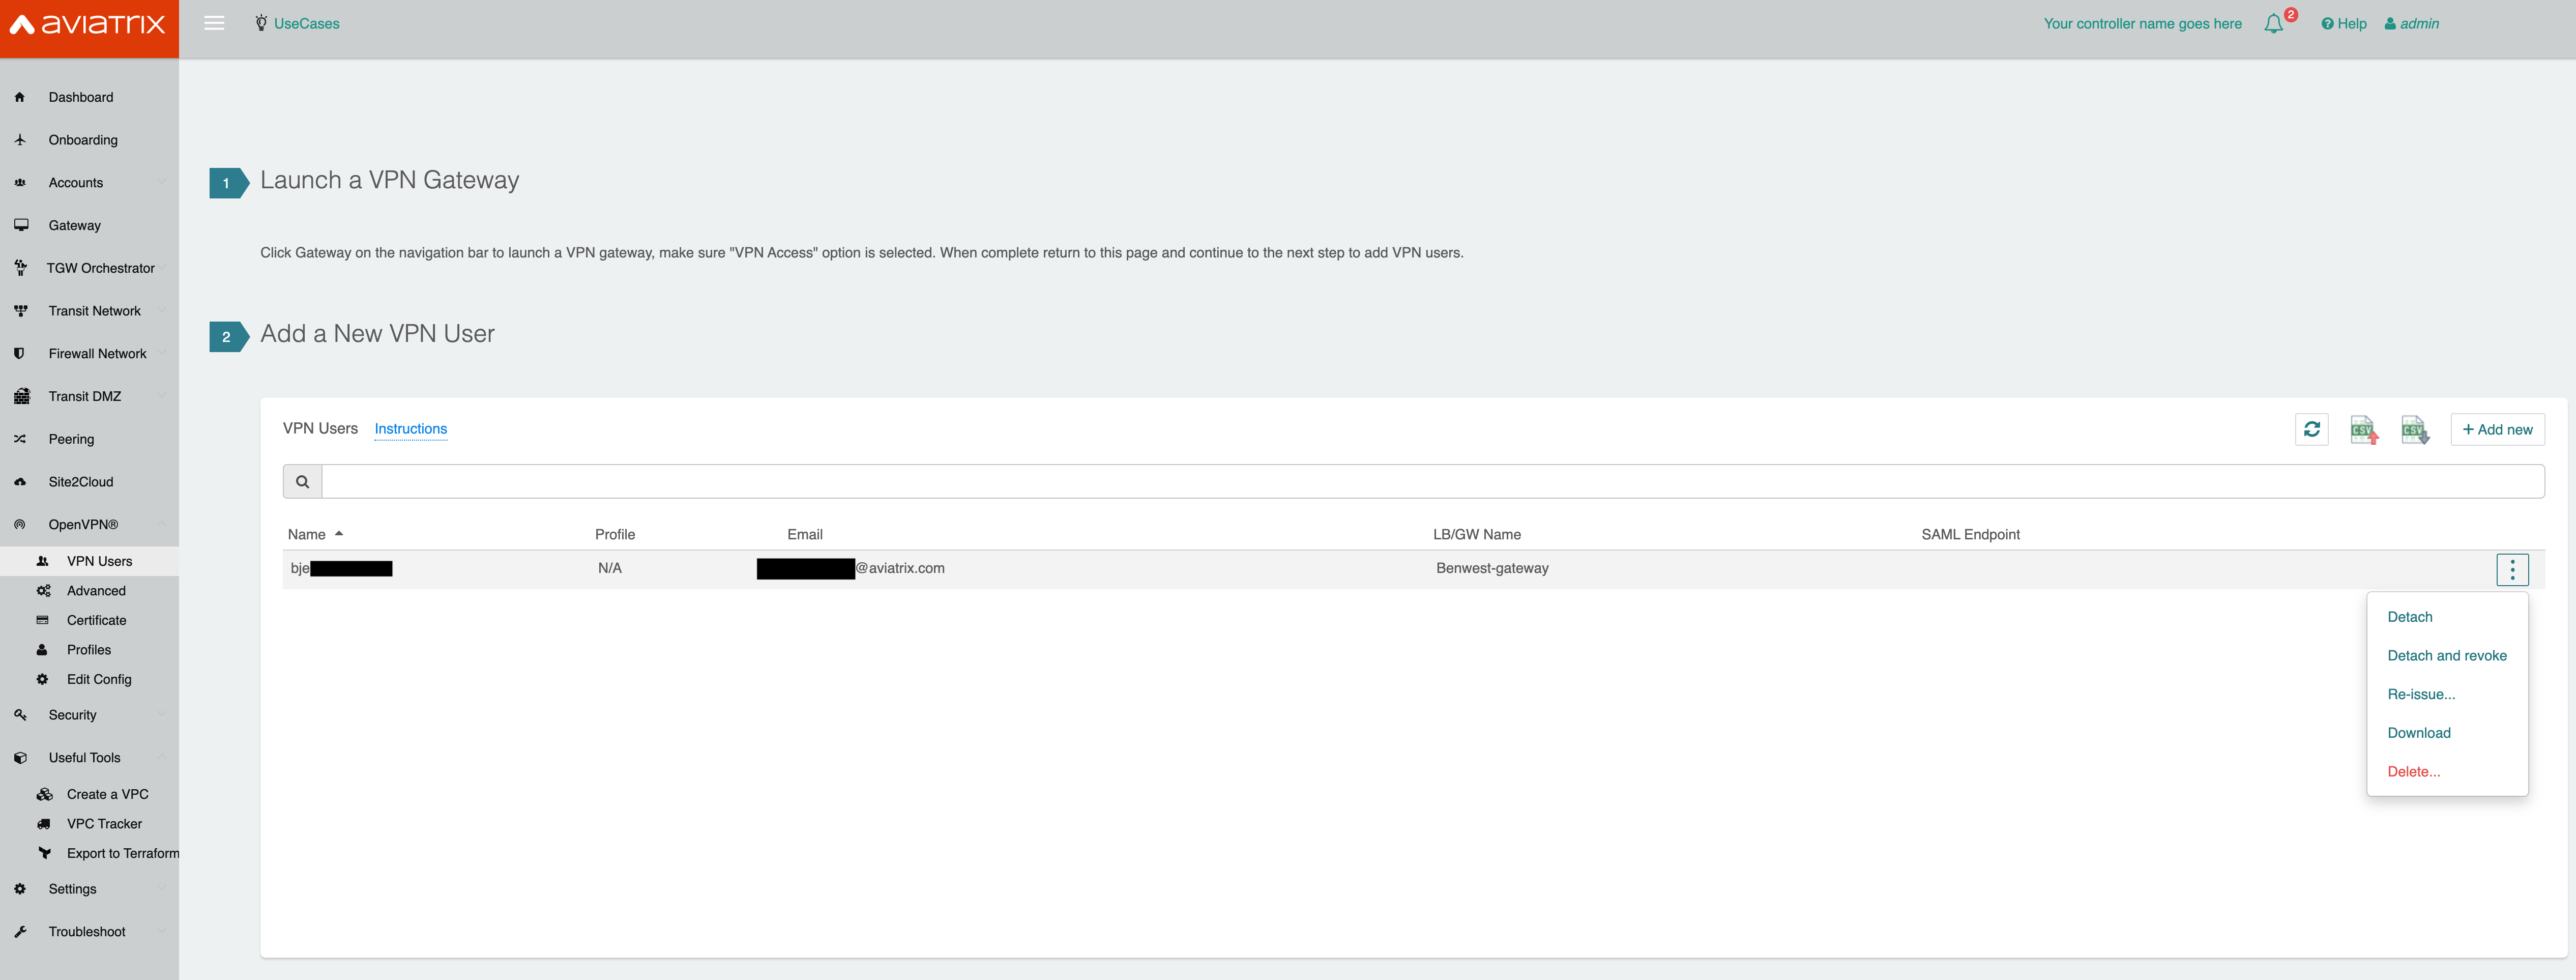 aviatrix
UseCases
Your controller name goes here
2
Help
admin
Dashboard
Onboarding
Accounts
Gateway
TGW Orchestrator
Transit Network
Firewall Network
Transit DMZ
Peering
Site2Cloud
OpenVPN®
VPN Users
Advanced
Certificate
Profiles
Edit Config
Security
Useful Tools
Create a VPC
VPC Tracker
Export to Terraform
Settings
Troubleshoot
1 Launch a VPN Gateway
Click Gateway on the navigation bar to launch a VPN gateway, make sure "VPN Access" option is selected. When complete return to this page and continue to the next step to add VPN users.
2 Add a New VPN User
VPN Users Instructions
CSV CSV + Add new
Name Profile Email LB/GW Name SAML Endpoint
bje N/A @aviatrix.com Benwest-gateway
Detach
Detach and revoke
Re-issue...
Download
Delete...